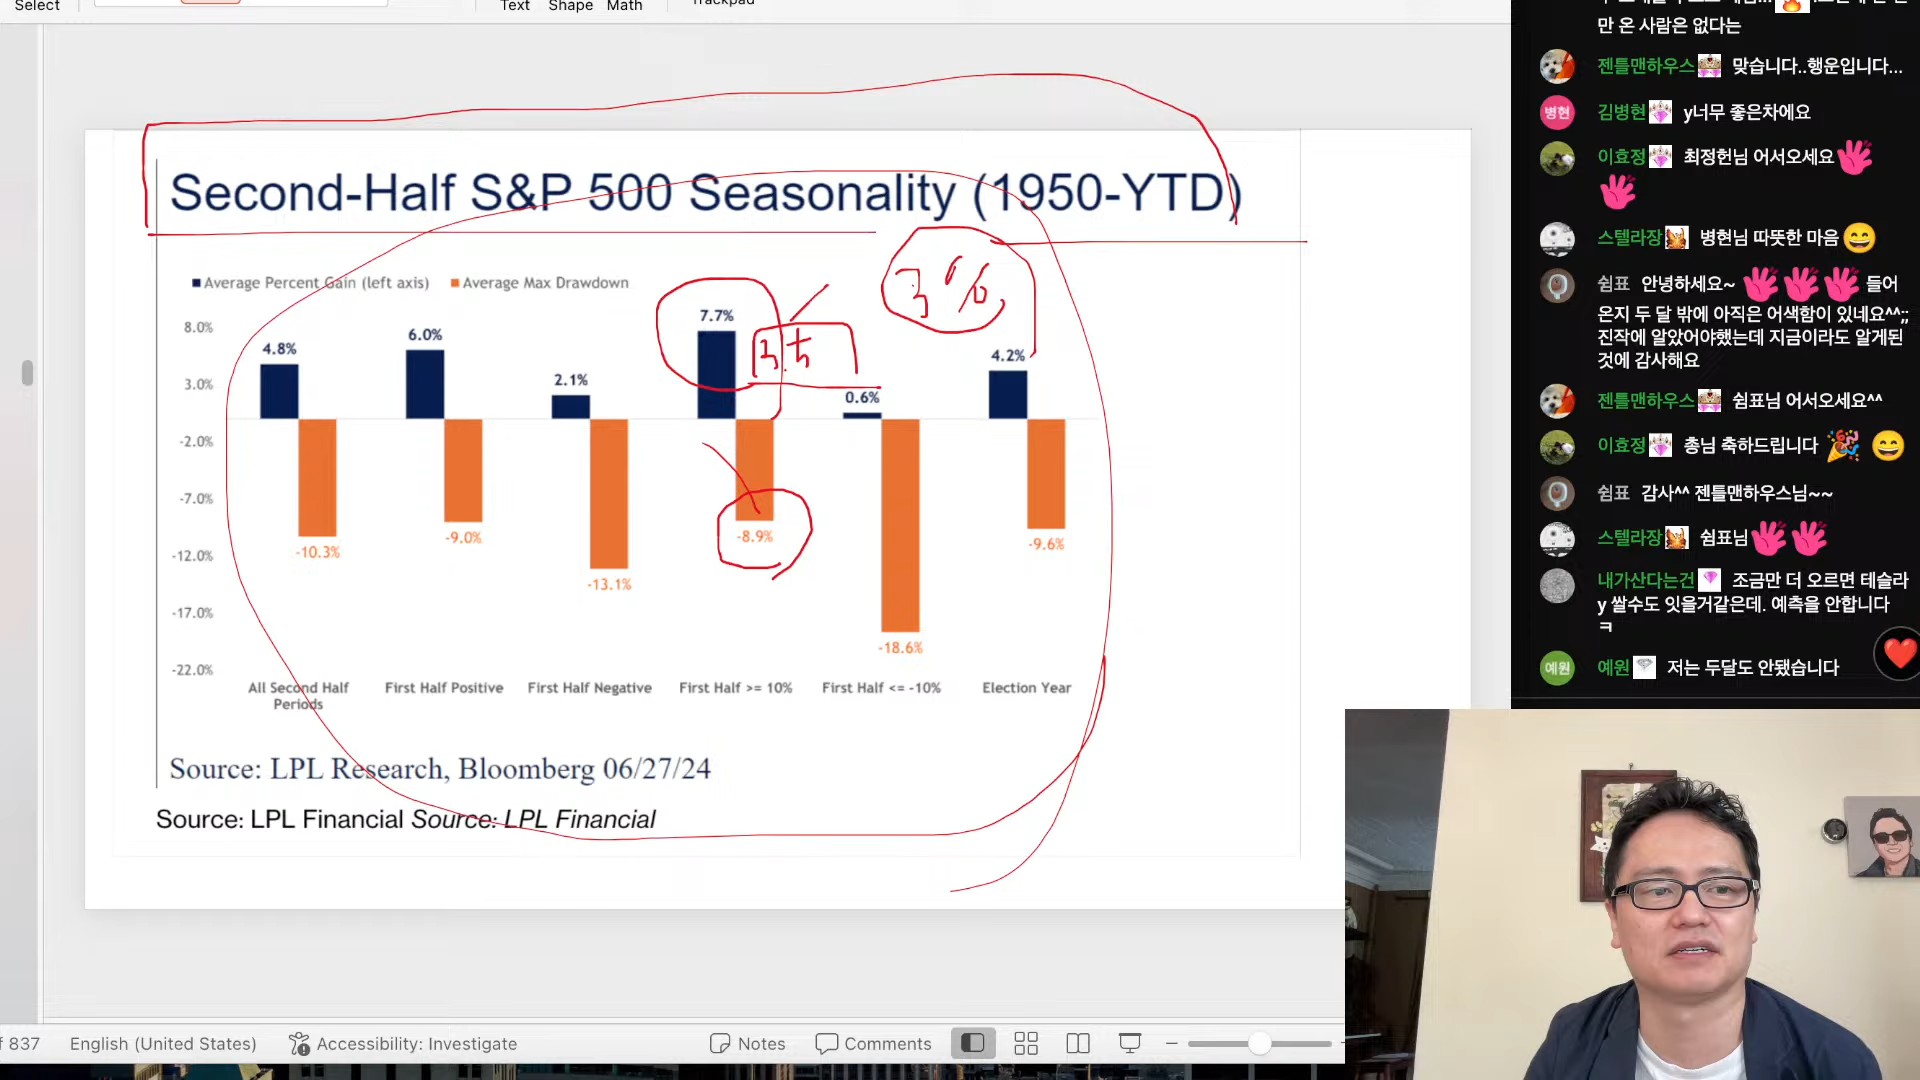 Select
Text Shape Math
Trackpad
Second-Half S&P 500 Seasonality (1950-YTD)
Average Percent Gain (left axis) Average Max Drawdown
8.0%
3.0%
-2.0%
-7.0%
-12.0%
-17.0%
-22.0%
4.8%
6.0%
2.1%
7.7%
0.6%
4.2%
3%
-10.3%
-9.0%
-13.1%
-8.9%
-18.6%
-9.6%
All Second Half
Periods
First Half Positive
First Half Negative
First Half >= 10%
First Half <= -10%
Election Year
Source: LPL Research, Bloomberg 06/27/24
Source: LPL Financial Source: LPL Financial
837 English (United States) Accessibility: Investigate Notes Comments
만 온 사람은 없다는
젠틀맨하우스 맞습니다..행운입니다...
병현 김병현 y너무 좋은차에요
이효정 최정헌님 어서오세요
스텔라장 병현님 따뜻한 마음
쉼표 안녕하세요~ 들어
온지 두 달 밖에 아직은 어색함이 있네요^^;;
진작에 알았어야했는데 지금이라도 알게된
것에 감사해요
젠틀맨하우스 쉼표님 어서오세요^^
이효정 총님 축하드립니다
쉼표 감사^^ 젠틀맨하우스님~~
스텔라장 쉼표님
내가산다는건 조금만 더 오르면 테슬라
y 쌀수도 잇을거같은데. 예측을 안합니다
ㅋ
예원 예원 저는 두달도 안됐습니다